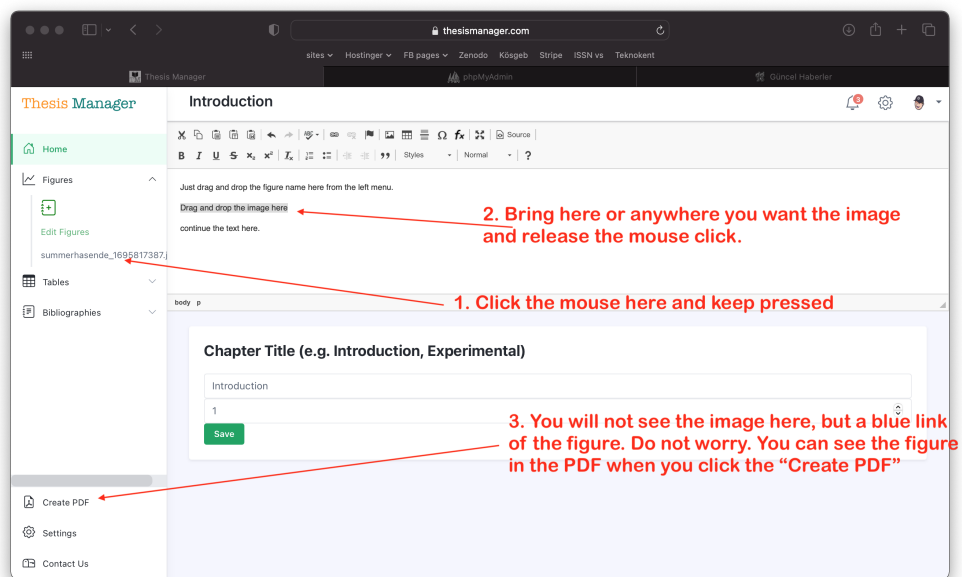 thesismanager.com
sites Hostinger FB pages Zenodo Kösgeb Stripe ISSN vs Teknokent
Thesis Manager phpMyAdmin Güncel Haberler
Thesis Manager
Introduction
3
Source
B I U S x₂ x² Tx Styles Normal ?
Home
Figures
Edit Figures
summerhasende_1695817387.j
Tables
Bibliographies
Just drag and drop the figure name here from the left menu.
Drag and drop the image here
continue the text here.
2. Bring here or anywhere you want the image
and release the mouse click.
body p
1. Click the mouse here and keep pressed
Chapter Title (e.g. Introduction, Experimental)
Introduction
1
Save
3. You will not see the image here, but a blue link
of the figure. Do not worry. You can see the figure
in the PDF when you click the “Create PDF”
Create PDF
Settings
Contact Us